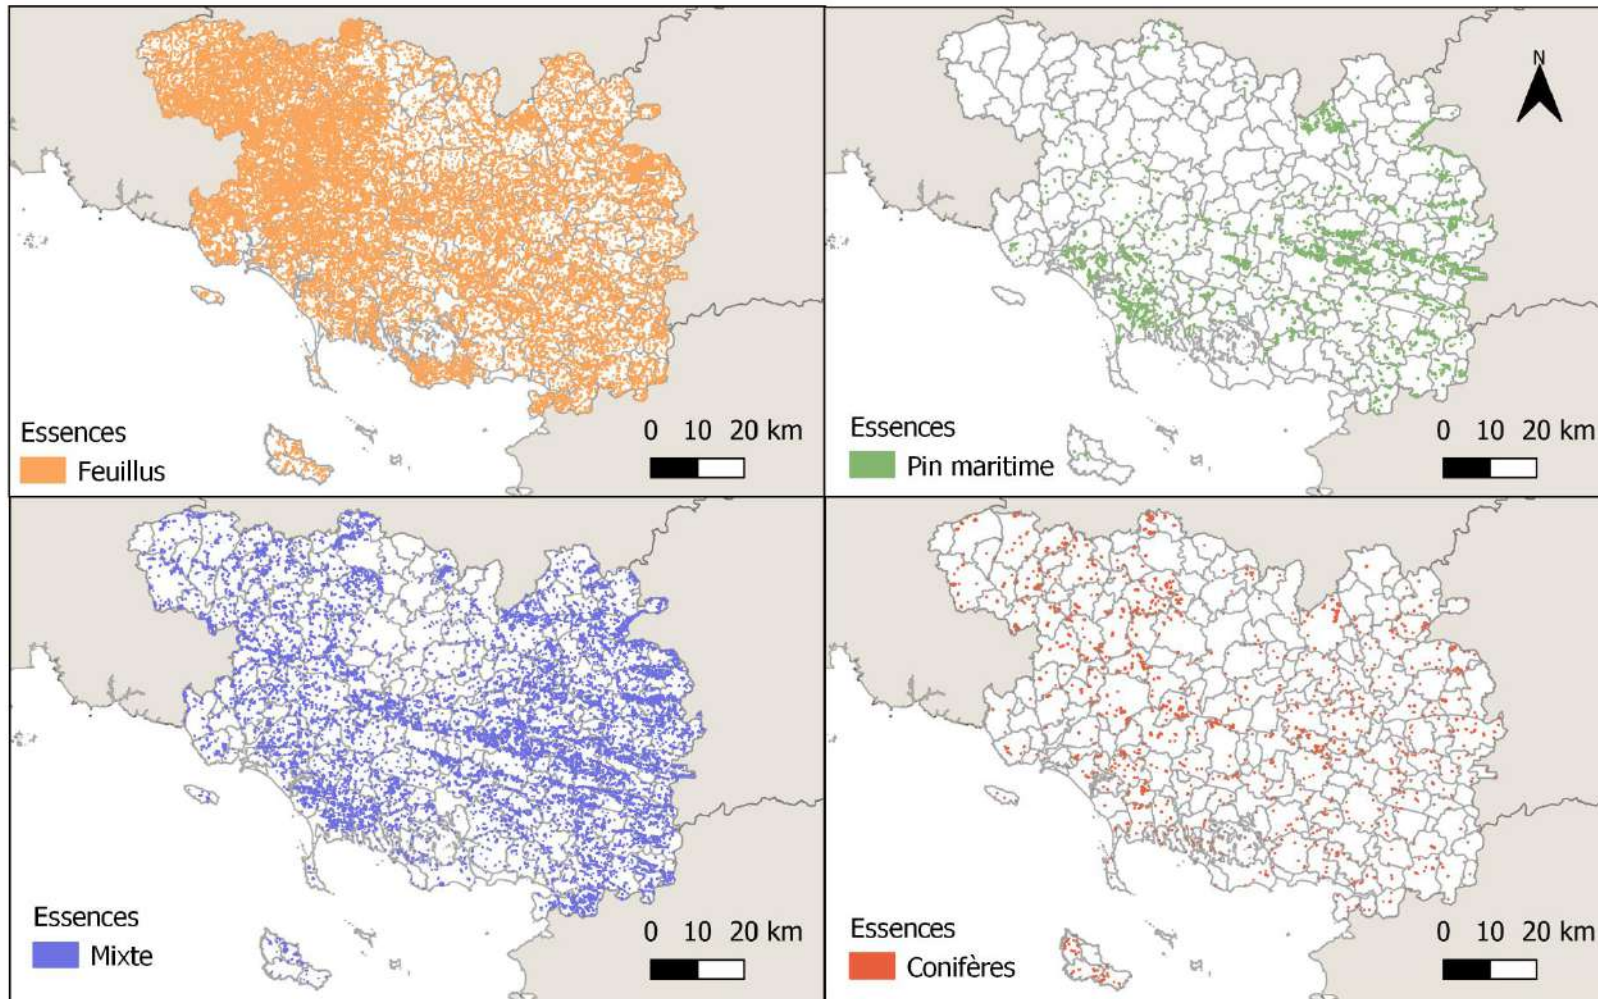 Essences
Feuillus
0 10 20 km
N
Essences
Pin maritime
0 10 20 km
Essences
Mixte
0 10 20 km
Essences
Conifères
0 10 20 km